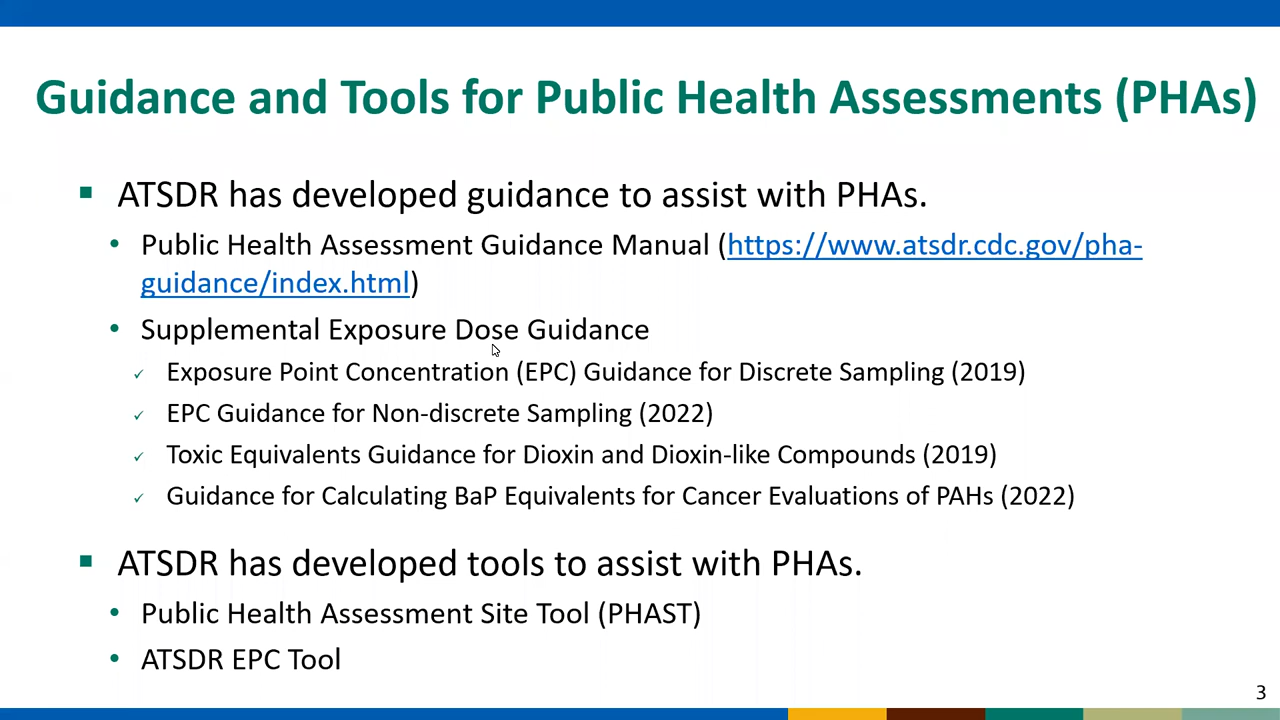 Guidance and Tools for Public Health Assessments (PHAs)
ATSDR has developed guidance to assist with PHAs.
Public Health Assessment Guidance Manual (https://www.atsdr.cdc.gov/pha-
guidance/index.html)
Supplemental Exposure Dose Guidance
Exposure Point Concentration (EPC) Guidance for Discrete Sampling (2019)
EPC Guidance for Non-discrete Sampling (2022)
Toxic Equivalents Guidance for Dioxin and Dioxin-like Compounds (2019)
Guidance for Calculating BaP Equivalents for Cancer Evaluations of PAHs (2022)
ATSDR has developed tools to assist with PHAs.
Public Health Assessment Site Tool (PHAST)
ATSDR EPC Tool
3